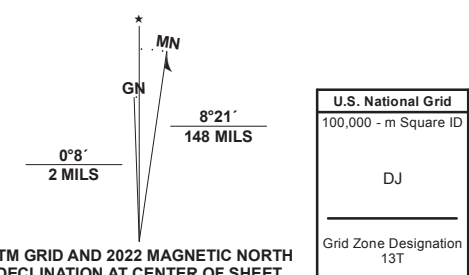 ★
MN
GN
8°21´
148 MILS
0°8´
2 MILS
TM GRID AND 2022 MAGNETIC NORTH
DECLINATION AT CENTER OF SHEET
U.S. National Grid
100,000 - m Square ID
DJ
Grid Zone Designation
13T